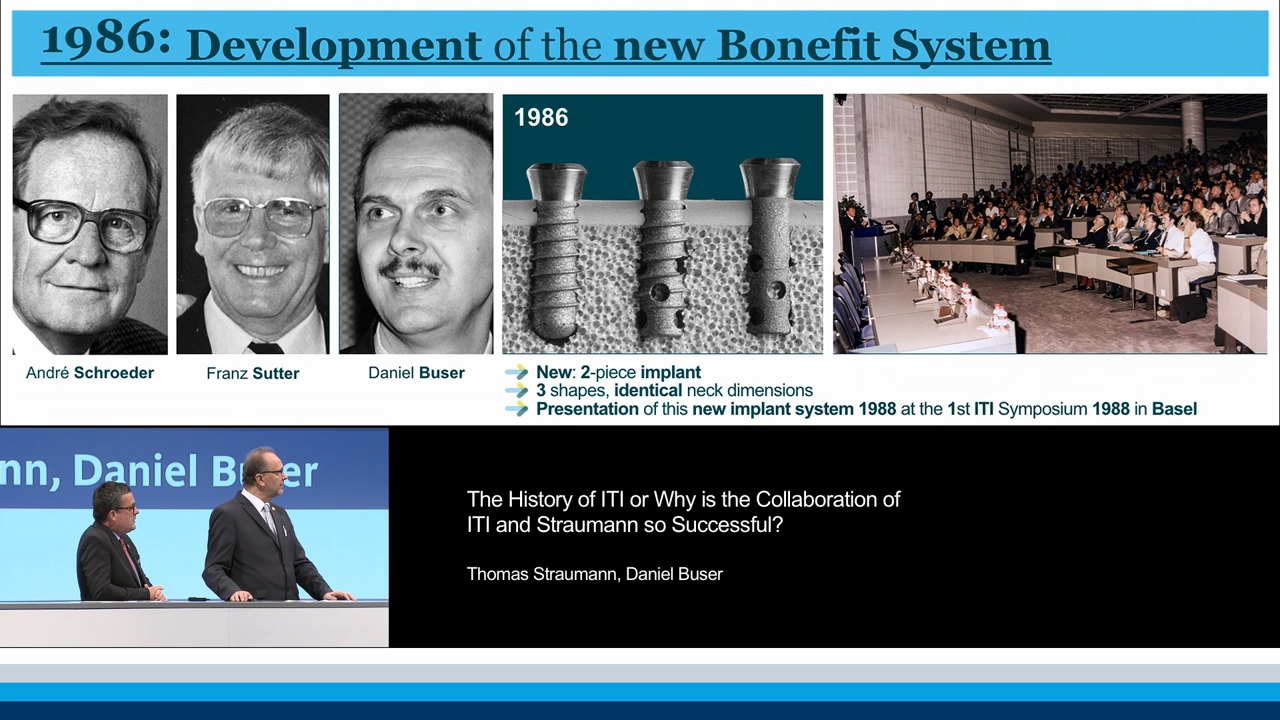 1986: Development of the new Bonefit System
1986
André Schroeder
Franz Sutter
Daniel Buser
New: 2-piece implant
3 shapes, identical neck dimensions
Presentation of this new implant system 1988 at the 1st ITI Symposium 1988 in Basel
nn, Daniel Buser
The History of ITI or Why is the Collaboration of
ITI and Straumann so Successful?
Thomas Straumann, Daniel Buser